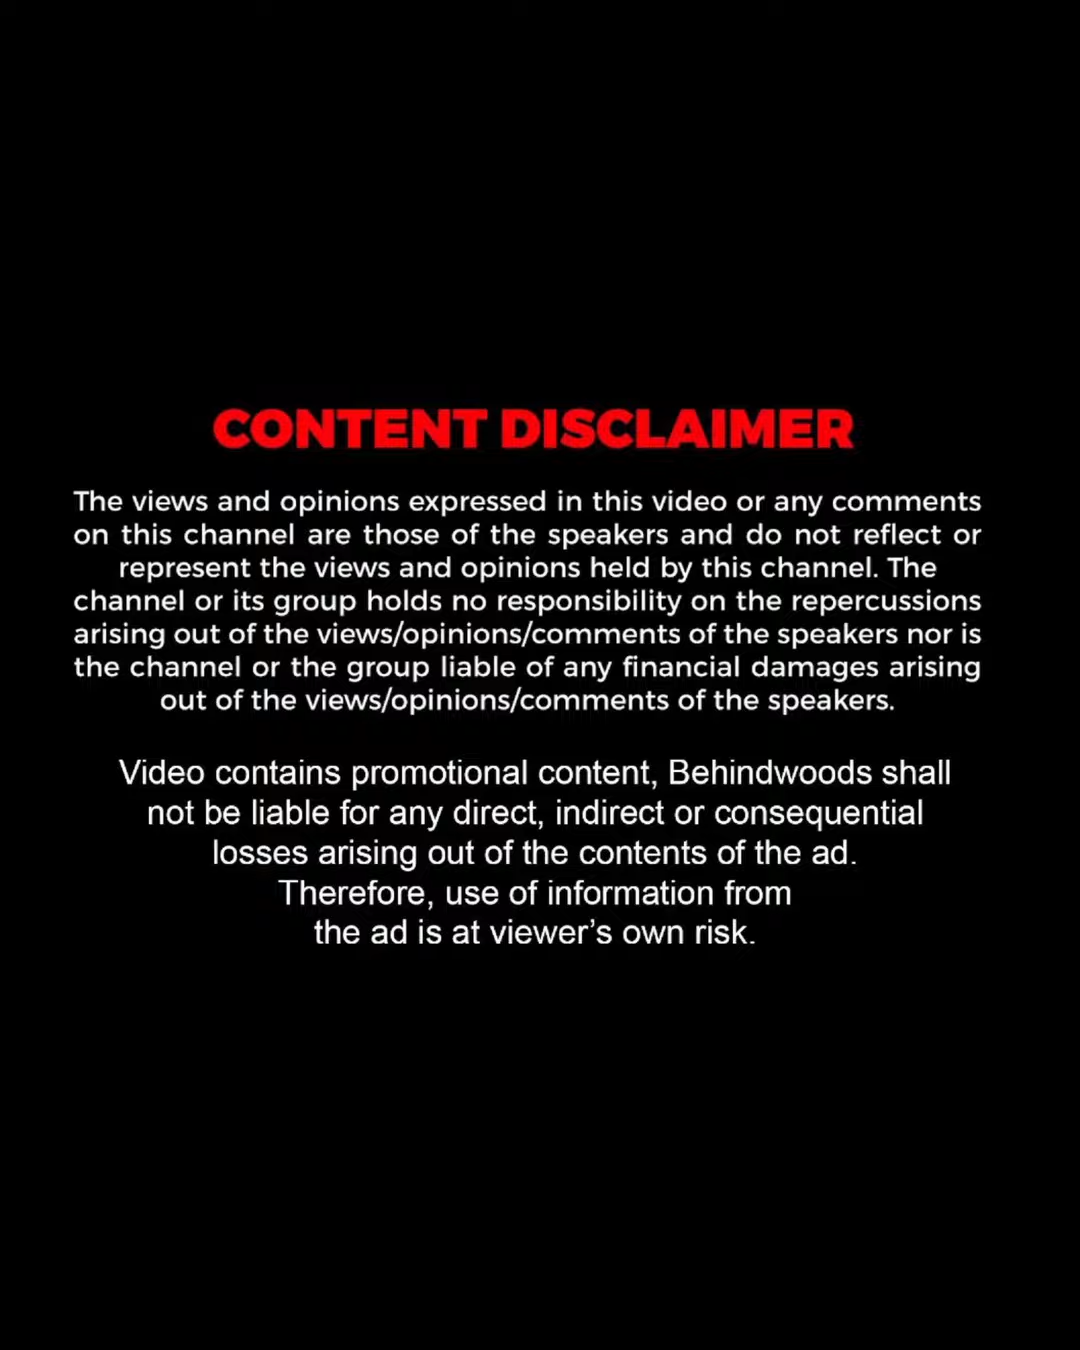 CONTENT DISCLAIMER
The views and opinions expressed in this video or any comments
on this channel are those of the speakers and do not reflect or
represent the views and opinions held by this channel. The
channel or its group holds no responsibility on the repercussions
arising out of the views/opinions/comments of the speakers nor is
the channel or the group liable of any financial damages arising
out of the views/opinions/comments of the speakers.
Video contains promotional content, Behindwoods shall
not be liable for any direct, indirect or consequential
losses arising out of the contents of the ad.
Therefore, use of information from
the ad is at viewer’s own risk.